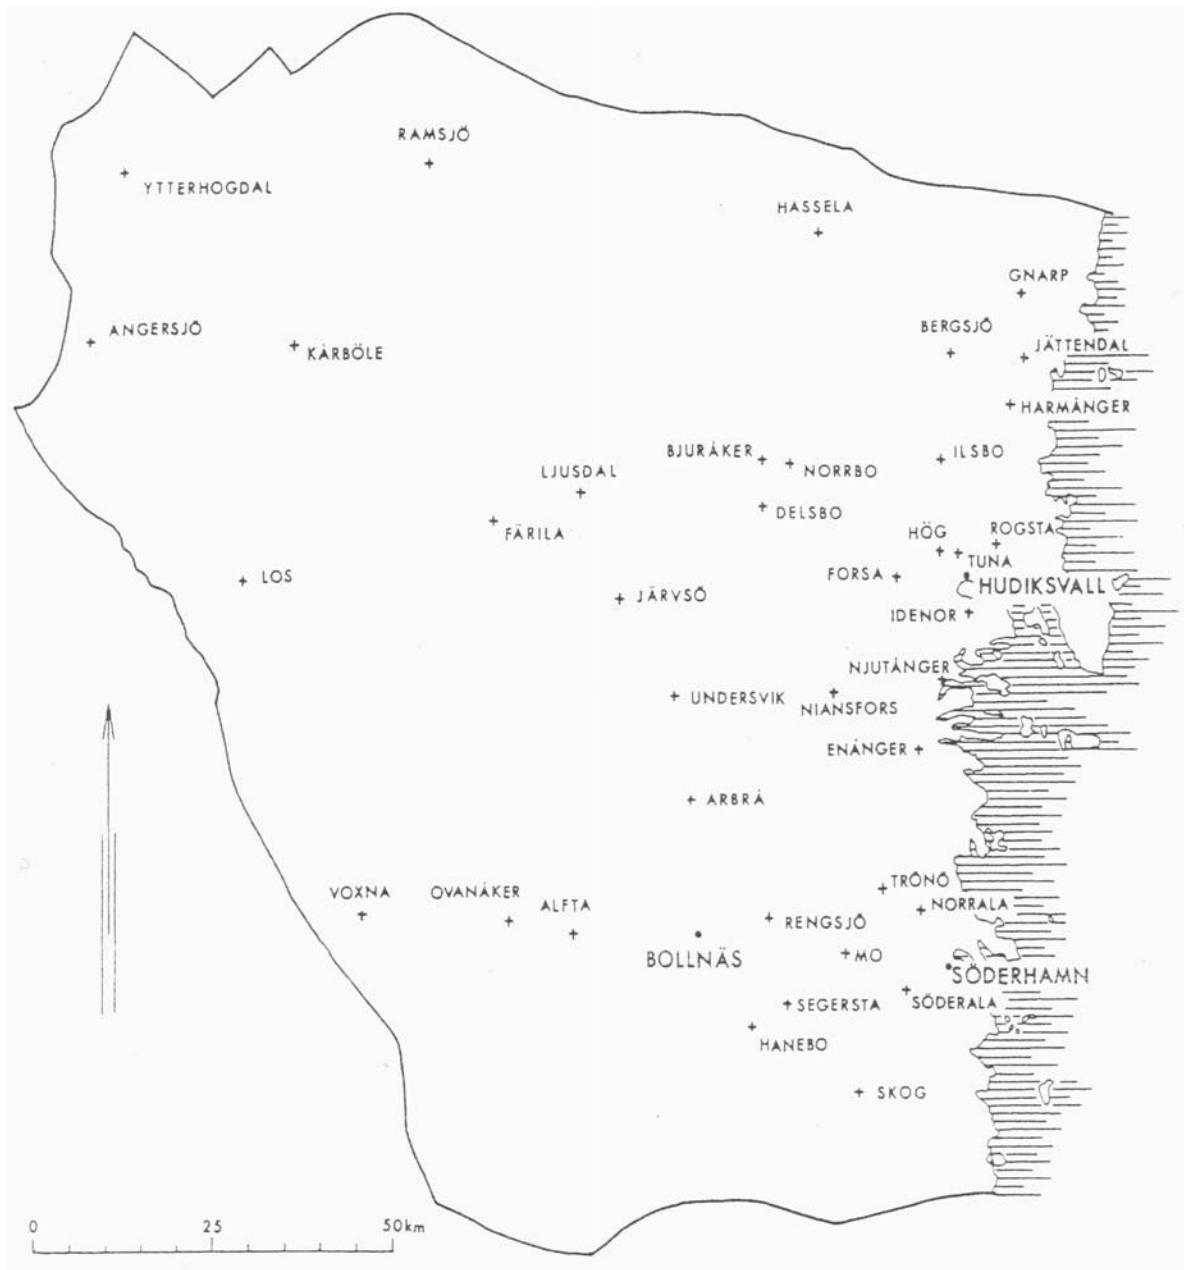 RAMSJÖ
YTTERHOGDAL
HASSELA
GNARP
ÄNGERSJÖ
KÅRBÖLE
BERGSJÖ
JÄTTENDAL
HARMÅNGER
BJURÅKER
NORRBO
ILSBO
LJUSDAL
DELSBO
FÄRILA
HÖG
ROGSTA
TUNA
LOS
FORSA
HUDIKSVALL
JÄRVSÖ
IDENOR
NJUTÅNGER
UNDERSVIK
NIANSFORS
ENÅNGER
ARBRÅ
TRÖNÖ
VOXNA
OVANÅKER
ALFTA
NORRALA
RENGSJÖ
BOLLNÄS
MO
SÖDERHAMN
SEGERSTA
SÖDERALA
HANEBO
SKOG
0 25 50km